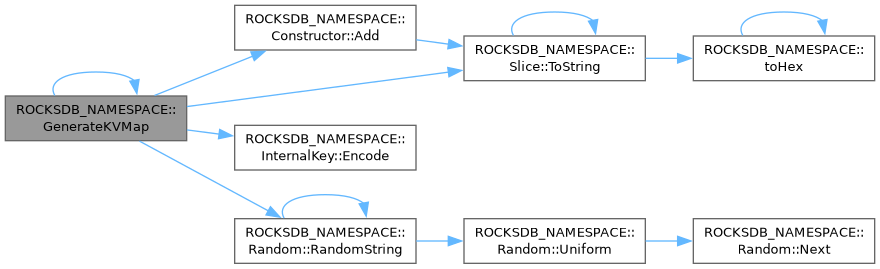 ROCKSDB_NAMESPACE::
GenerateKVMap
ROCKSDB_NAMESPACE::
Constructor::Add
ROCKSDB_NAMESPACE::
Slice::ToString
ROCKSDB_NAMESPACE::
toHex
ROCKSDB_NAMESPACE::
InternalKey::Encode
ROCKSDB_NAMESPACE::
Random::RandomString
ROCKSDB_NAMESPACE::
Random::Uniform
ROCKSDB_NAMESPACE::
Random::Next